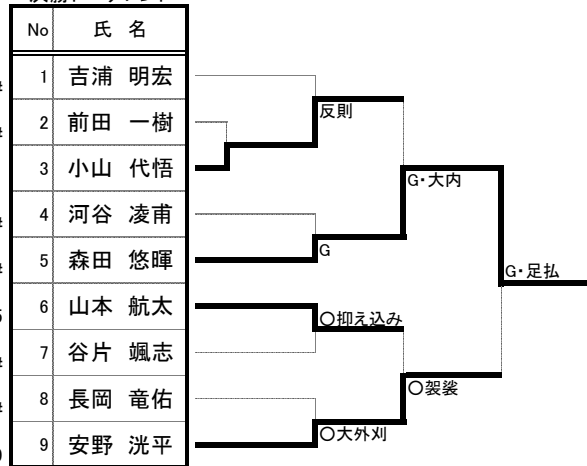 No 氏 名
1 吉浦 明宏
2 前田 一樹
3 小山 代悟
4 河谷 凌甫
5 森田 悠暉
6 山本 航太
7 谷片 颯志
8 長岡 竜佑
9 安野 洸平
反則
G・大内
G
G・足払
○抑え込み
○袈裟
○大外刈